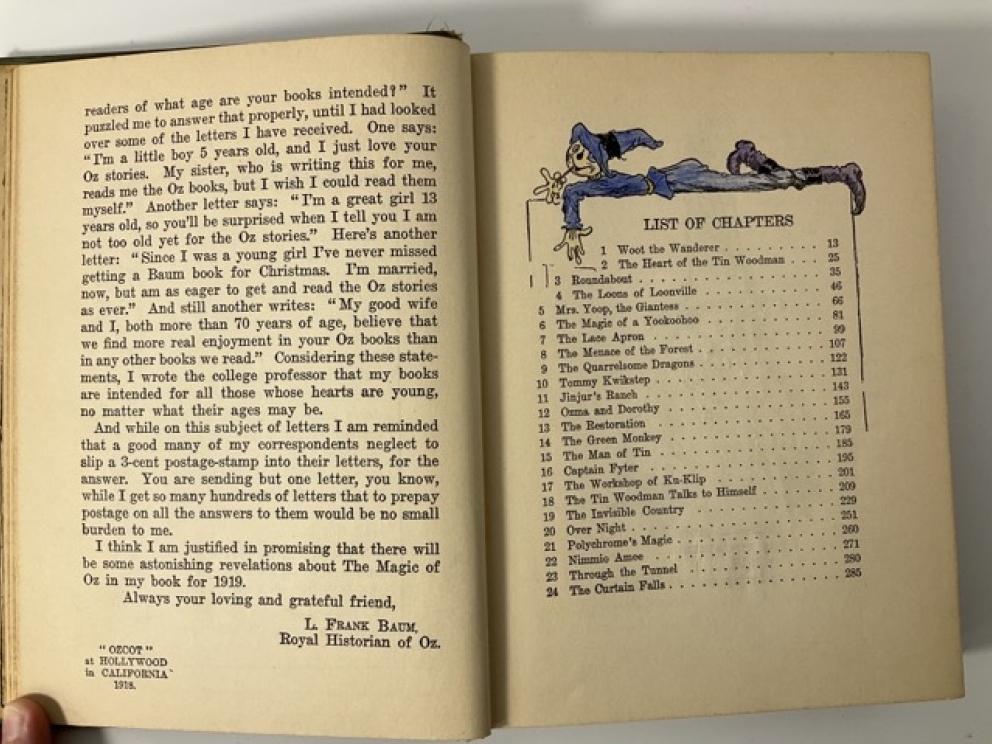 readers of what age are your books intended?" It
puzzled me to answer that properly, until I had looked
over some of the letters I have received. One says:
"I'm a little boy 5 years old, and I just love your
Oz stories. My sister, who is writing this for me,
reads me the Oz books, but I wish I could read them
myself." Another letter says: "I'm a great girl 13
years old, so you'll be surprised when I tell you I am
not too old yet for the Oz stories." Here's another
letter: "Since I was a young girl I've never missed
getting a Baum book for Christmas. I'm married,
now, but am as eager to get and read the Oz stories
as ever." And still another writes: "My good wife
and I, both more than 70 years of age, believe that
we find more real enjoyment in your Oz books than
in any other books we read." Considering these state-
ments, I wrote the college professor that my books
are intended for all those whose hearts are young,
no matter what their ages may be.
And while on this subject of letters I am reminded
that a good many of my correspondents neglect to
slip a 3-cent postage-stamp into their letters, for the
answer. You are sending but one letter, you know,
while I get so many hundreds of letters that to prepay
postage on all the answers to them would be no small
burden to me.
I think I am justified in promising that there will
be some astonishing revelations about The Magic of
Oz in my book for 1919.
Always your loving and grateful friend,
L. FRANK BAUM,
Royal Historian of Oz.
"OZCOT"
at HOLLYWOOD
in CALIFORNIA
1918.
LIST OF CHAPTERS
1 Woot the Wanderer . . . . . . . . . 13
2 The Heart of the Tin Woodman . . . 25
3 Roundabout . . . . . . . . . 35
4 The Loons of Loonville . . . . . . . . . 46
5 Mrs. Yoop, the Giantess . . . . . . . . . 66
6 The Magic of a Yookoohoo . . . . . . . . . 81
7 The Lace Apron . . . . . . . . . 99
8 The Menace of the Forest . . . . . . . . . 107
9 The Quarrelsome Dragons . . . . . . . . . 122
10 Tommy Kwikstep . . . . . . . . . 131
11 Jinjur's Ranch . . . . . . . . . 143
12 Ozma and Dorothy . . . . . . . . . 155
13 The Restoration . . . . . . . . . 165
14 The Green Monkey . . . . . . . . . 179
15 The Man of Tin . . . . . . . . . 185
16 Captain Fyter . . . . . . . . . 195
17 The Workshop of Ku-Klip . . . . . . . . . 201
18 The Tin Woodman Talks to Himself . . . . . . 209
19 The Invisible Country . . . . . . . . . 229
20 Over Night . . . . . . . . . 251
21 Polychrome's Magic . . . . . . . . . 260
22 Nimmio Amee . . . . . . . . . 271
23 Through the Tunnel . . . . . . . . . 280
24 The Curtain Falls . . . . . . . . . 285